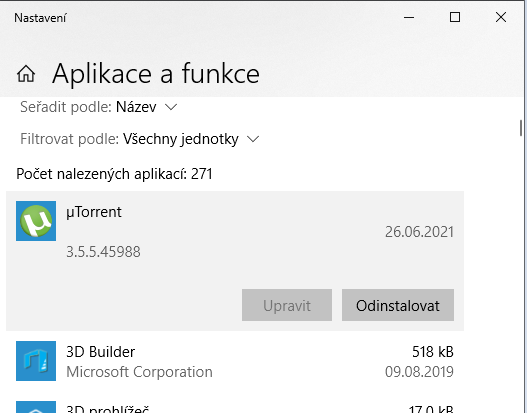 Nastavení
Aplikace a funkce
Seřadit podle: Název
Filtrovat podle: Všechny jednotky
Počet nalezených aplikací: 271
µTorrent
26.06.2021
3.5.5.45988
Upravit Odinstalovat
3D Builder 518 kB
Microsoft Corporation 09.08.2019
3D prohlížeč 17,0 kB